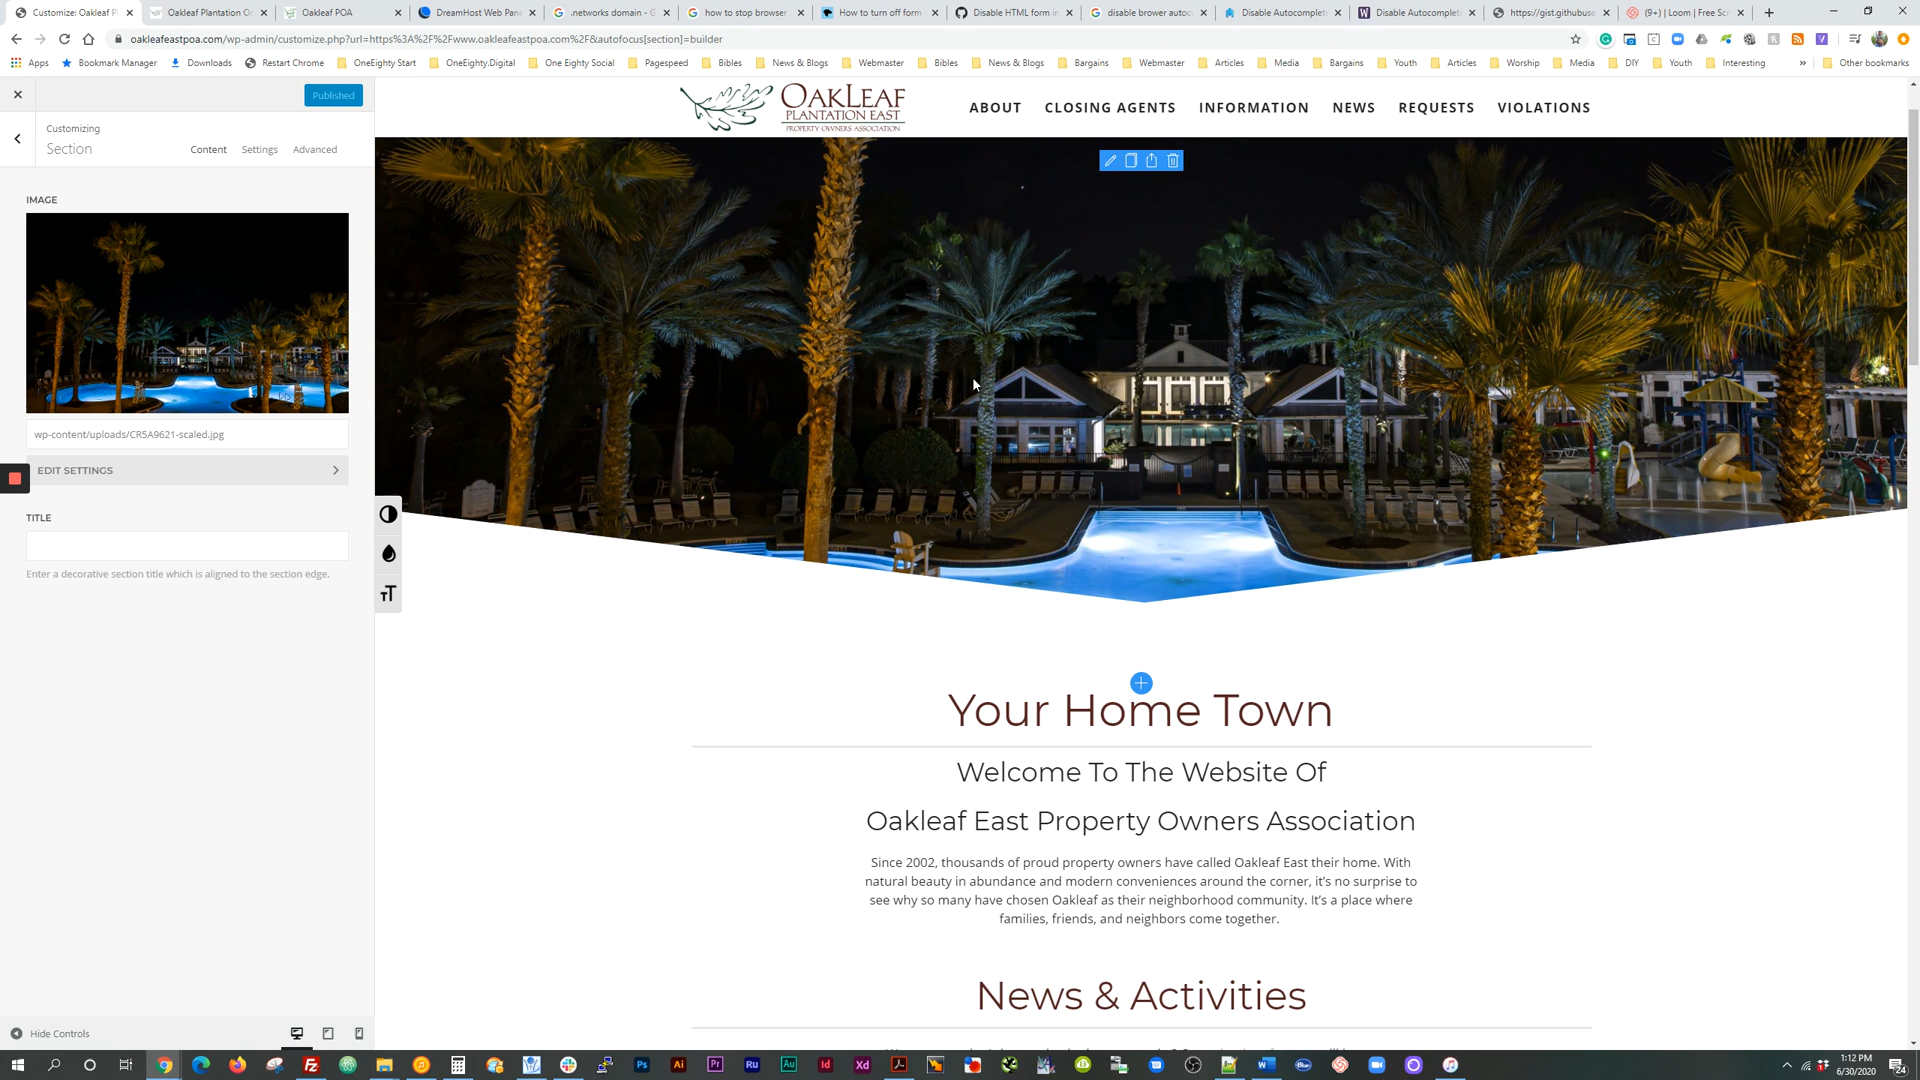 Customize: Oakleaf P
Oakleaf Plantation O
Oakleaf POA
DreamHost Web Pan
.networks domain - G
how to stop browser
How to turn off form
Disable HTML form in
disable brower autoc
Disable Autocomplet
Disable Autocomplet
https://gist.githubuse
(9+) | Loom | Free Scr
oakleafeastpoa.com/wp-admin/customize.php?url=https%3A%2F%2Fwww.oakleafeastpoa.com%2F&autofocus[section]=builder
Apps
Bookmark Manager
Downloads
Restart Chrome
OneEighty Start
OneEighty.Digital
One Eighty Social
Pagespeed
Bibles
News & Blogs
Webmaster
Bibles
News & Blogs
Bargains
Webmaster
Articles
Media
Bargains
Youth
Articles
Worship
Media
DIY
Youth
Interesting
»
Other bookmarks
Published
Customizing
Section
Content
Settings
Advanced
IMAGE
wp-content/uploads/CR5A9621-scaled.jpg
EDIT SETTINGS
TITLE
Enter a decorative section title which is aligned to the section edge.
Hide Controls
OAKLEAF
PLANTATION EAST
PROPERTY OWNERS ASSOCIATION
ABOUT
CLOSING AGENTS
INFORMATION
NEWS
REQUESTS
VIOLATIONS
Your Home Town
Welcome To The Website Of
Oakleaf East Property Owners Association
Since 2002, thousands of proud property owners have called Oakleaf East their home. With
natural beauty in abundance and modern conveniences around the corner, it's no surprise to
see why so many have chosen Oakleaf as their neighborhood community. It's a place where
families, friends, and neighbors come together.
News & Activities
Ps
Ai
Pr
Ru
Au
Id
Xd
1:12 PM
6/30/2020
24